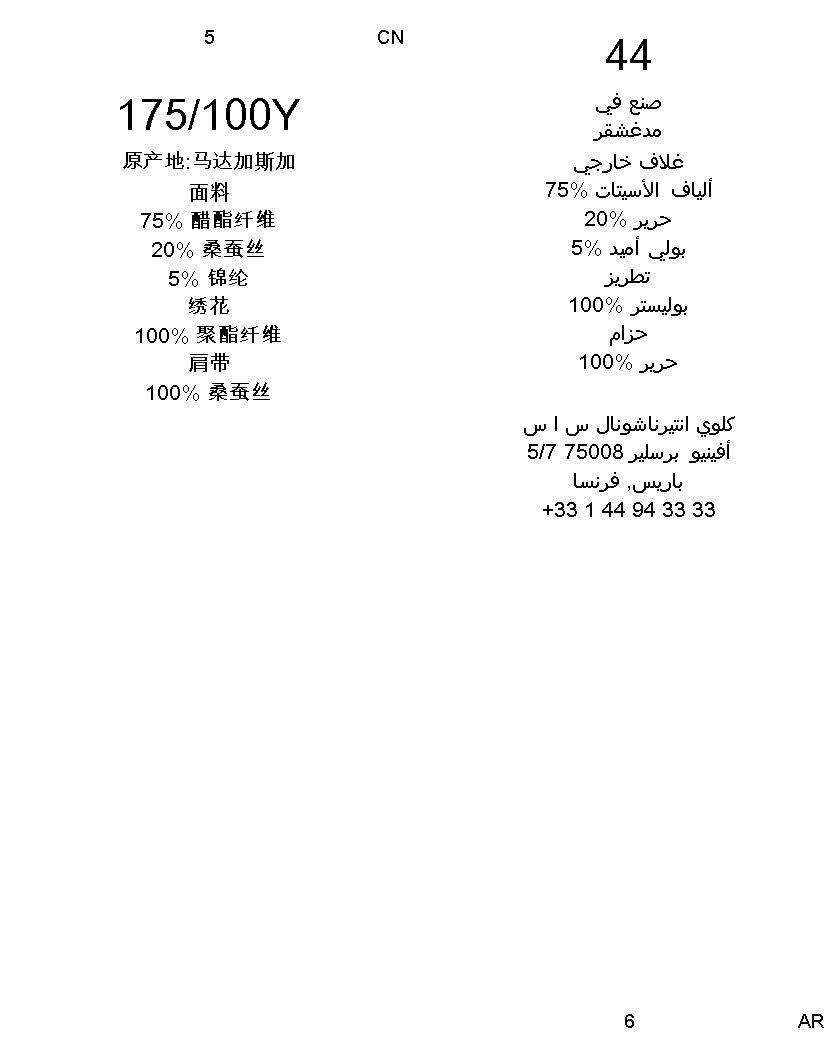 5 CN
175/100Y
原产地:马达加斯加
面料
75% 醋酯纤维
20% 桑蚕丝
5% 锦纶
绣花
100% 聚酯纤维
肩带
100% 桑蚕丝
44
صنع في
مدغشقر
غلاف خارجي
ألياف الأسيتات %75
حرير %20
بولي أميد %5
تطريز
بوليستر %100
حزام
حرير %100
كلوي انتيرناشونال س ا س
أفينيو برسلير 75008 5/7
باريس, فرنسا
+33 1 44 94 33 33
6 AR